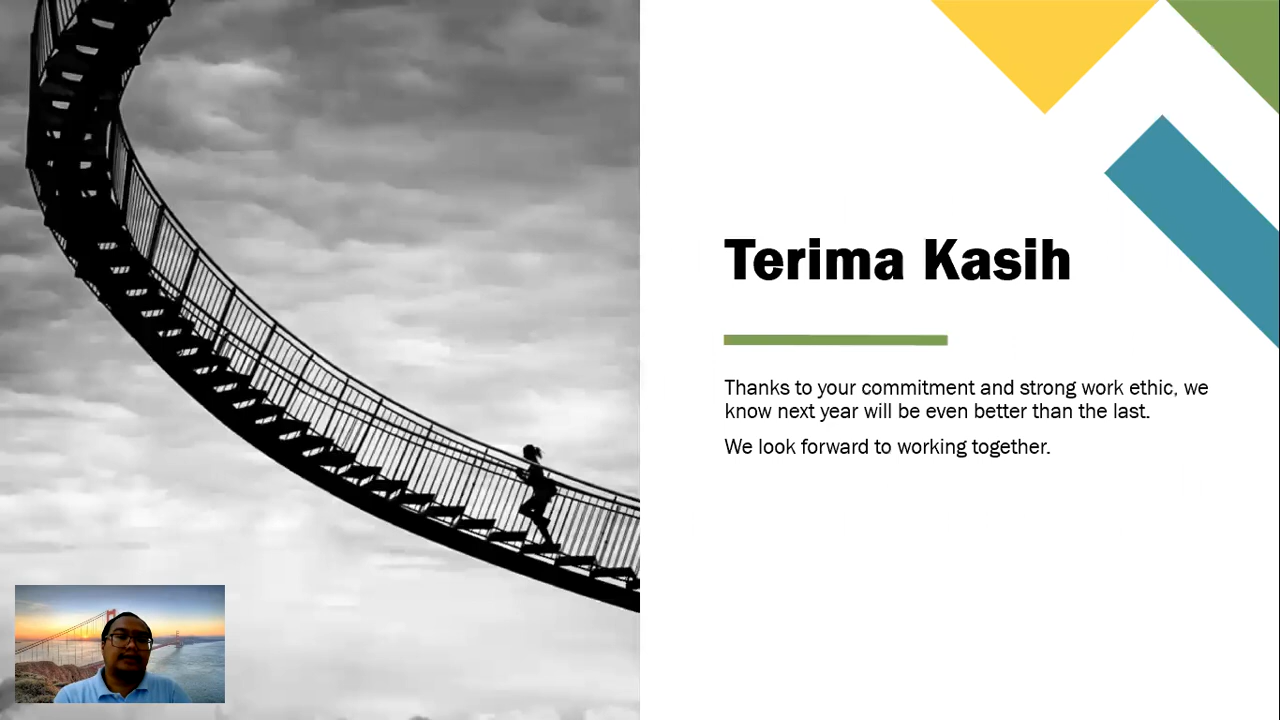 Terima Kasih
Thanks to your commitment and strong work ethic, we
know next year will be even better than the last.
We look forward to working together.